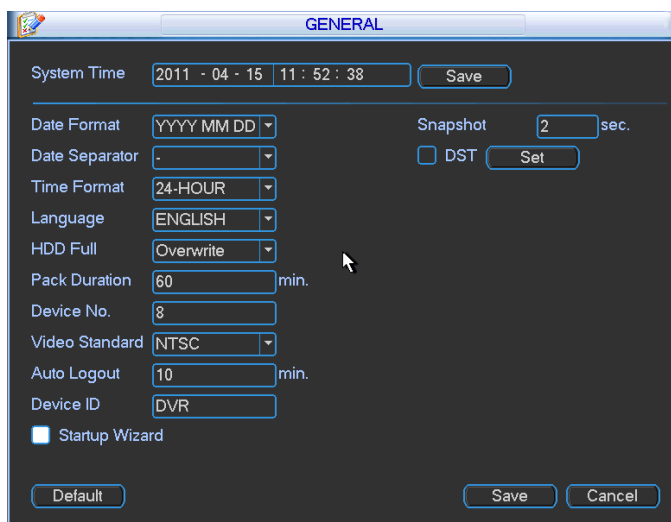 GENERAL
System Time 2011 - 04 - 15 11 : 52 : 38 Save
Date Format YYYY MM DD Snapshot 2 sec.
Date Separator - DST Set
Time Format 24-HOUR
Language ENGLISH
HDD Full Overwrite
Pack Duration 60 min.
Device No. 8
Video Standard NTSC
Auto Logout 10 min.
Device ID DVR
Startup Wizard
Default Save Cancel